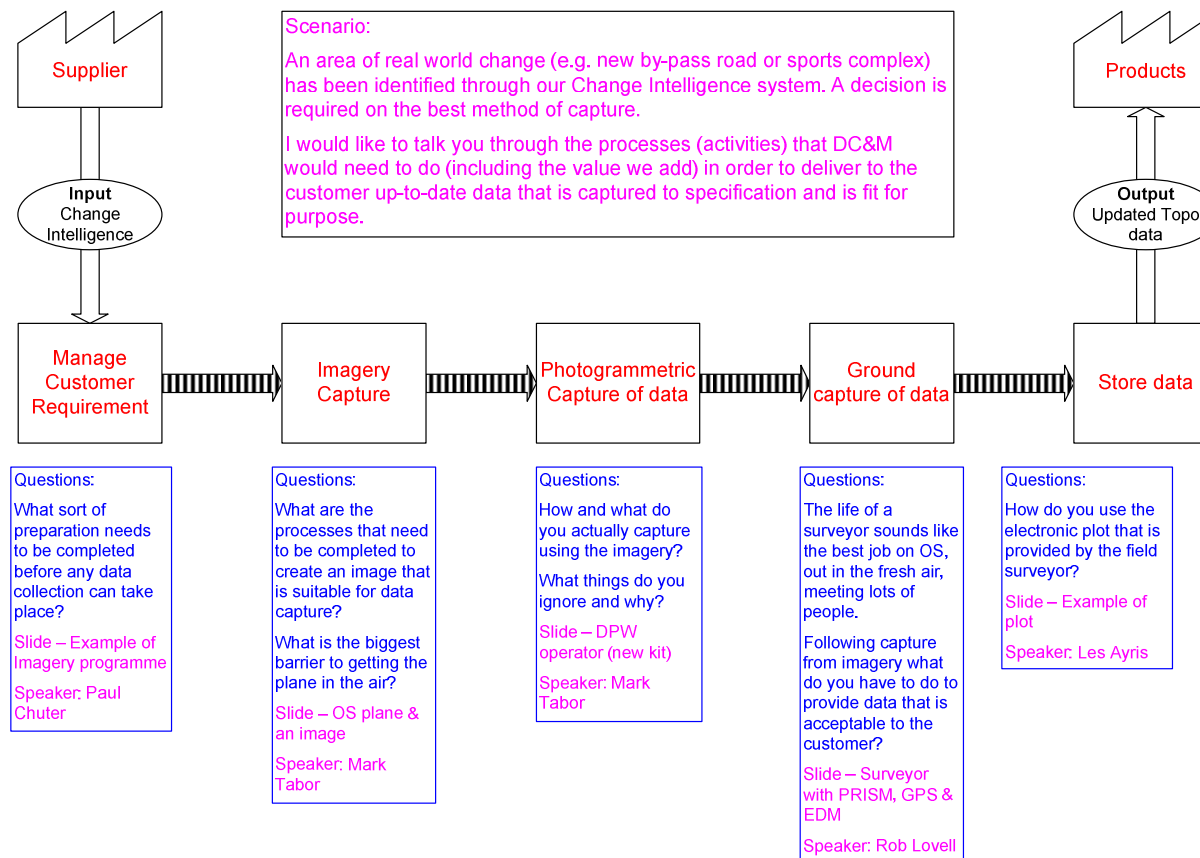 Supplier
Scenario:
An area of real world change (e.g. new by-pass road or sports complex)
has been identified through our Change Intelligence system. A decision is
required on the best method of capture.
I would like to talk you through the processes (activities) that DC&M
would need to do (including the value we add) in order to deliver to the
customer up-to-date data that is captured to specification and is fit for
purpose.
Products
Input
Change
Intelligence
Output
Updated Topo
data
Manage
Customer
Requirement
Imagery
Capture
Photogrammetric
Capture of data
Ground
capture of data
Store data
Questions:
What sort of
preparation needs
to be completed
before any data
collection can take
place?
Slide – Example of
Imagery programme
Speaker: Paul
Chuter
Questions:
What are the
processes that need
to be completed to
create an image that
is suitable for data
capture?
What is the biggest
barrier to getting the
plane in the air?
Slide – OS plane &
an image
Speaker: Mark
Tabor
Questions:
How and what do
you actually capture
using the imagery?
What things do you
ignore and why?
Slide – DPW
operator (new kit)
Speaker: Mark
Tabor
Questions:
The life of a
surveyor sounds like
the best job on OS,
out in the fresh air,
meeting lots of
people.
Following capture
from imagery what
do you have to do to
provide data that is
acceptable to the
customer?
Slide – Surveyor
with PRISM, GPS &
EDM
Speaker: Rob Lovell
Questions:
How do you use the
electronic plot that is
provided by the field
surveyor?
Slide – Example of
plot
Speaker: Les Ayris